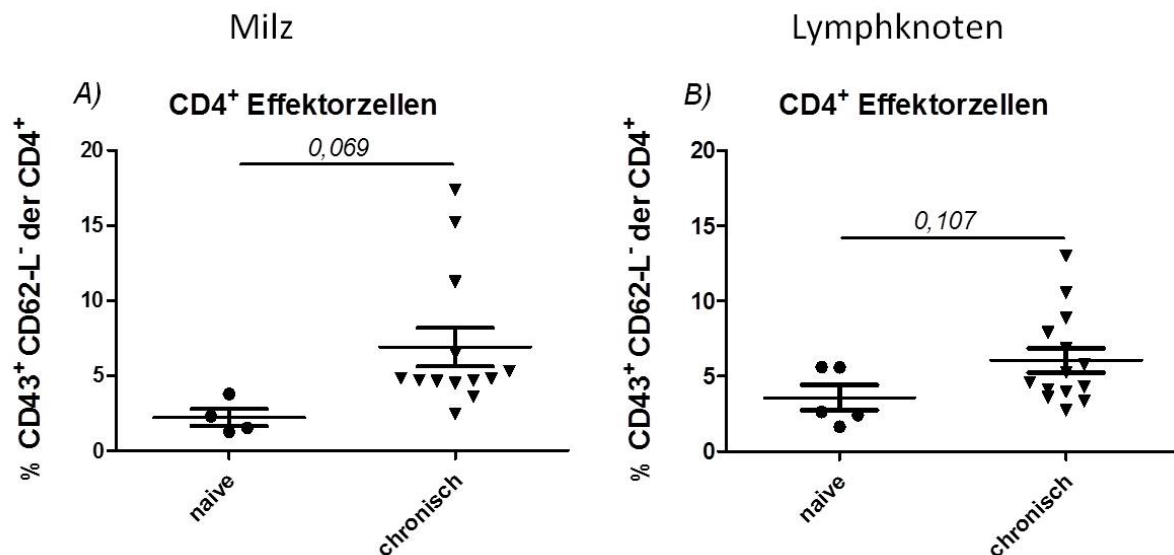 Milz
A)
CD4⁺ Effektorzellen
% CD43⁺ CD62-L⁻ der CD4⁺
20
15
10
5
0
0,069
naive
chronisch
Lymphknoten
B)
CD4⁺ Effektorzellen
% CD43⁺ CD62-L⁻ der CD4⁺
20
15
10
5
0
0,107
naive
chronisch